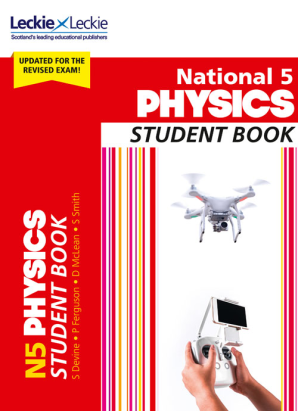 Leckie✕Leckie
Scotland's leading educational publishers
UPDATED FOR THE
REVISED EXAM!
National 5
PHYSICS
STUDENT BOOK
N5 PHYSICS
STUDENT BOOK
S Devine • P Ferguson • D McLean • S Smith